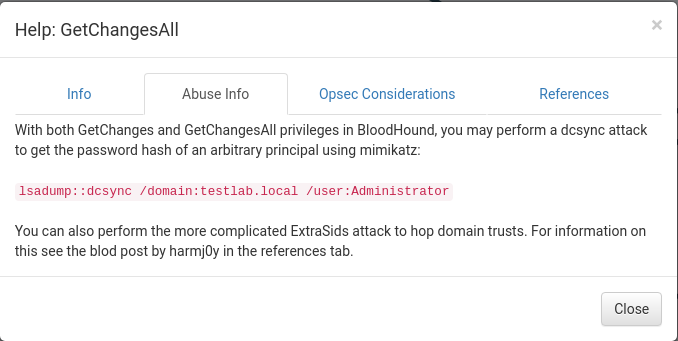 Help: GetChangesAll
×
Info
Abuse Info
Opsec Considerations
References
With both GetChanges and GetChangesAll privileges in BloodHound, you may perform a dcsync attack
to get the password hash of an arbitrary principal using mimikatz:
lsadump::dcsync /domain:testlab.local /user:Administrator
You can also perform the more complicated ExtraSids attack to hop domain trusts. For information on
this see the blod post by harmj0y in the references tab.
Close